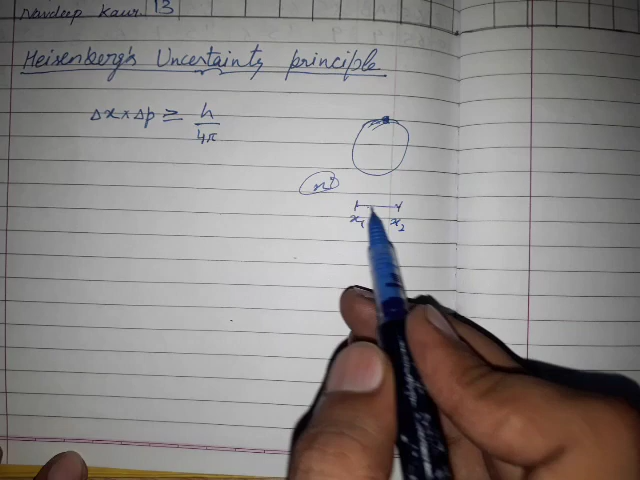 Navdeep Kaur. 13
Heisenberg's Uncertainty principle
Δx×Δp ≥ h/4π
x₁ x₂